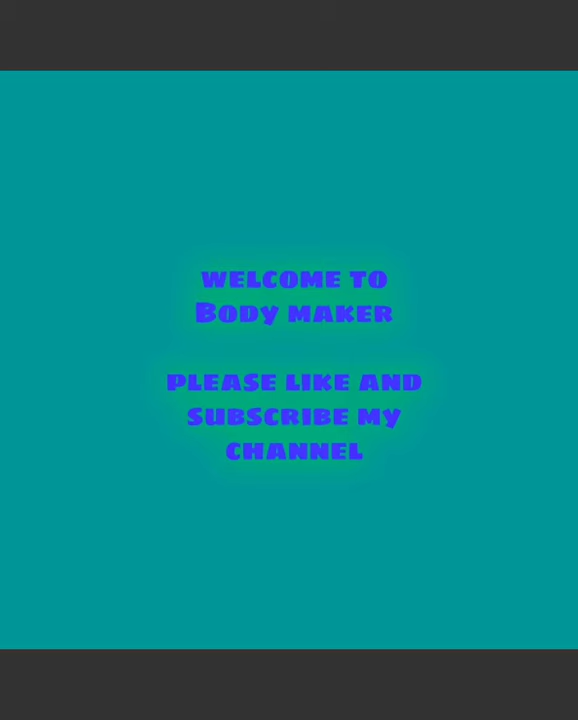 WELCOME TO
BODY MAKER
PLEASE LIKE AND
SUBSCRIBE MY
CHANNEL